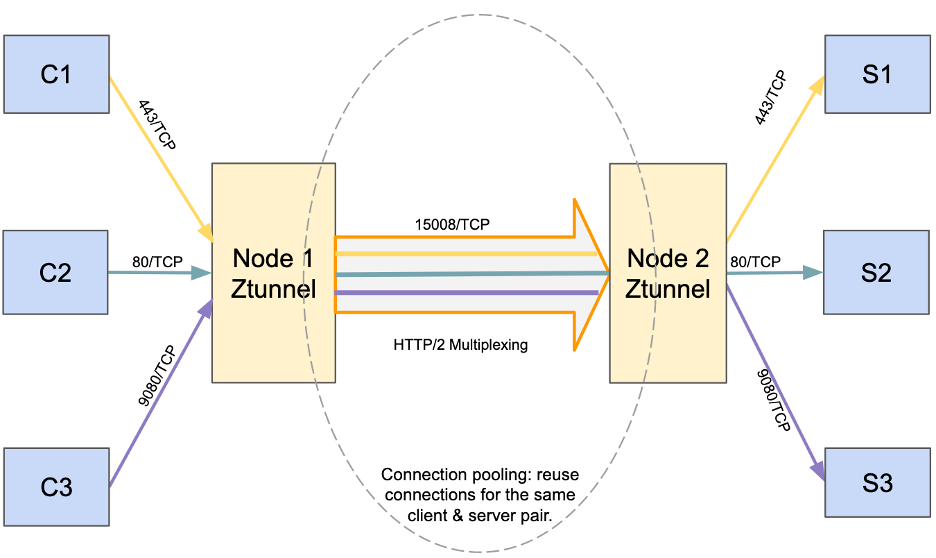 C1
443/TCP
C2
80/TCP
C3
9080/TCP
Node 1
Ztunnel
15008/TCP
HTTP/2 Multiplexing
Connection pooling: reuse
connections for the same
client & server pair.
Node 2
Ztunnel
443/TCP
S1
80/TCP
S2
9080/TCP
S3